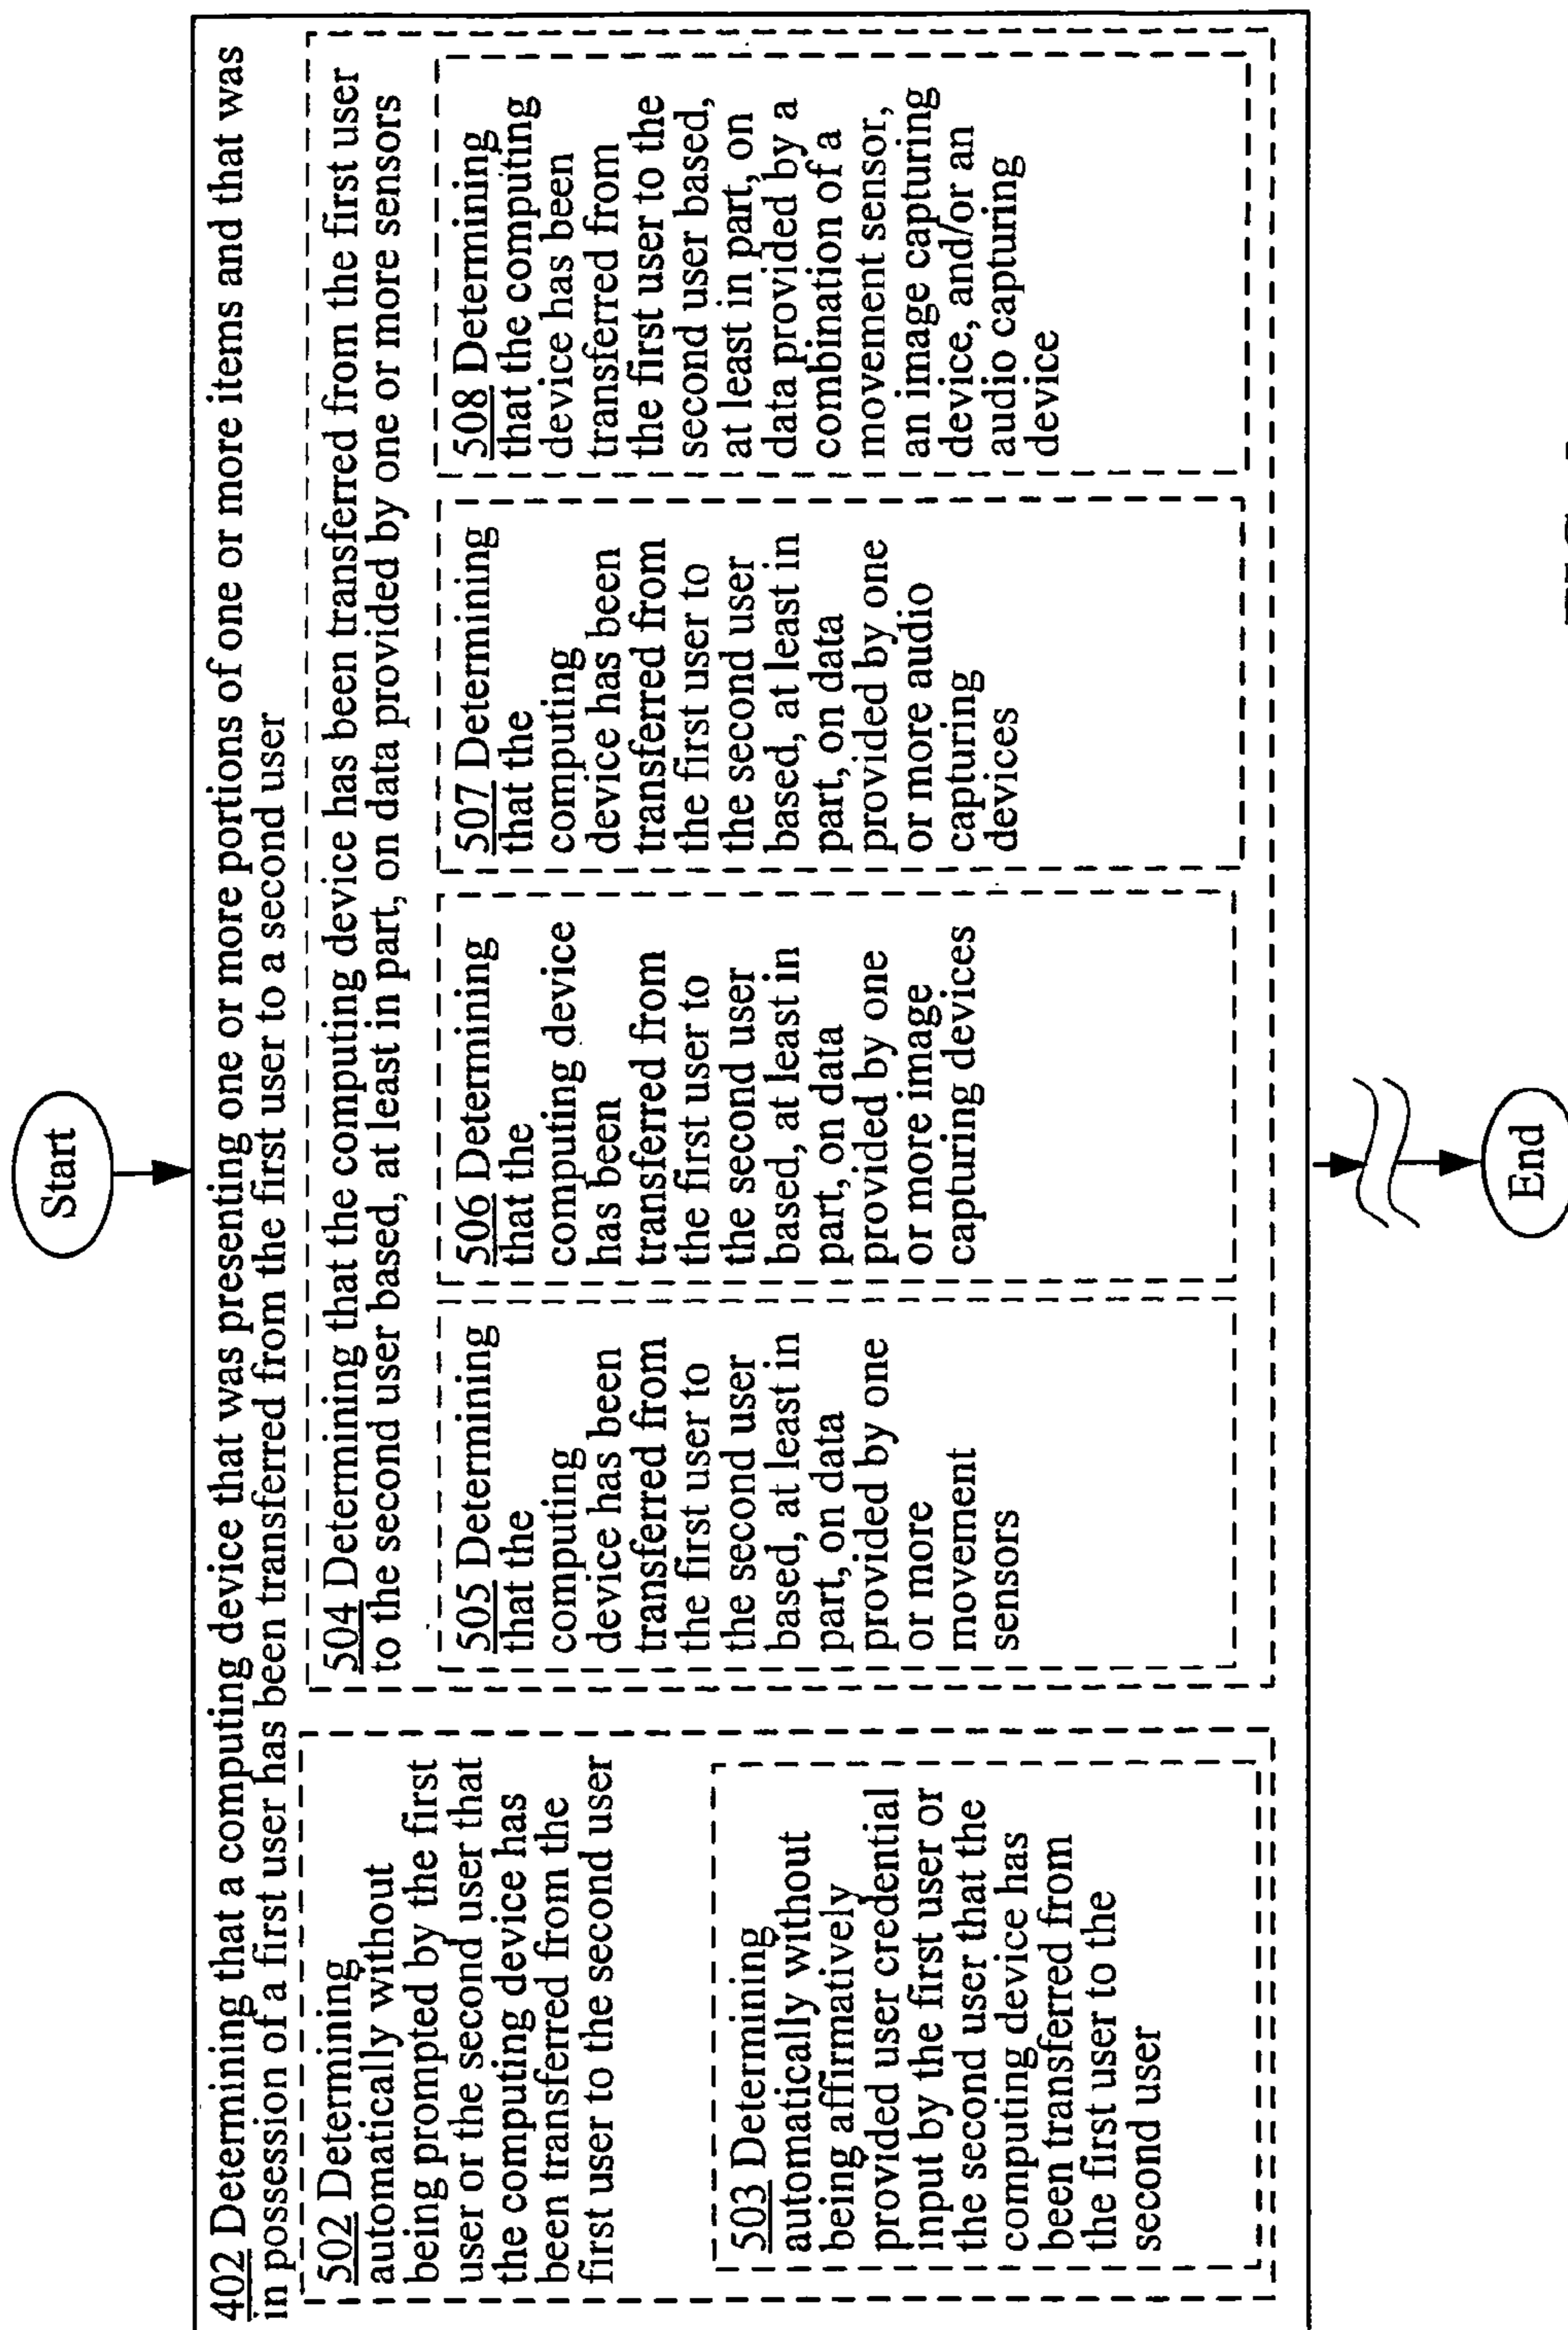 Start
402 Determining that a computing device that was presenting one or more portions of one or more items and that was
in possession of a first user has been transferred from the first user to a second user
502 Determining
automatically without
being prompted by the first
user or the second user that
the computing device has
been transferred from the
first user to the second user
503 Determining
automatically without
being affirmatively
provided user credential
input by the first user or
the second user that the
computing device has
been transferred from
the first user to the
second user
504 Determining that the computing device has been transferred from the first user
to the second user based, at least in part, on data provided by one or more sensors
505 Determining
that the
computing
device has been
transferred from
the first user to
the second user
based, at least in
part, on data
provided by one
or more
movement
sensors
506 Determining
that the
computing device
has been
transferred from
the first user to
the second user
based, at least in
part, on data
provided by one
or more image
capturing devices
507 Determining
that the
computing
device has been
transferred from
the first user to
the second user
based, at least in
part, on data
provided by one
or more audio
capturing
devices
508 Determining
that the computing
device has been
transferred from
the first user to the
second user based,
at least in part, on
data provided by a
combination of a
movement sensor,
an image capturing
device, and/or an
audio capturing
device
End